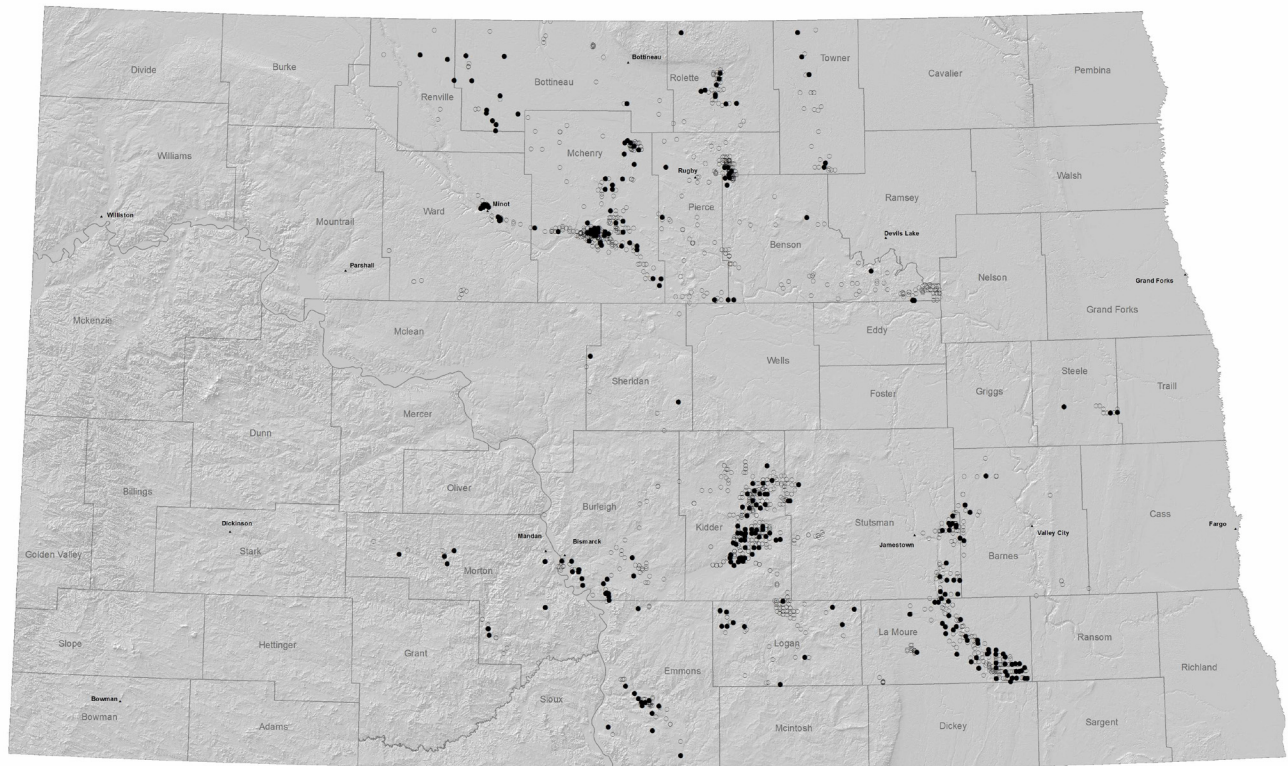 Divide
Burke
Renville
Bottineau
Bottineau
Rolette
Towner
Cavalier
Pembina
Williams
Williston
Mountrail
Parshall
Ward
Minot
Mchenry
Rugby
Pierce
Benson
Ramsey
Devils Lake
Walsh
Nelson
Grand Forks
Grand Forks
Mckenzie
Mclean
Sheridan
Wells
Eddy
Foster
Griggs
Steele
Traill
Dunn
Mercer
Oliver
Billings
Golden Valley
Dickinson
Stark
Morton
Mandan
Bismarck
Burleigh
Kidder
Stutsman
Jamestown
Barnes
Valley City
Cass
Fargo
Slope
Hettinger
Grant
Sioux
Emmons
Logan
La Moure
Ransom
Richland
Bowman
Bowman
Adams
Mcintosh
Dickey
Sargent